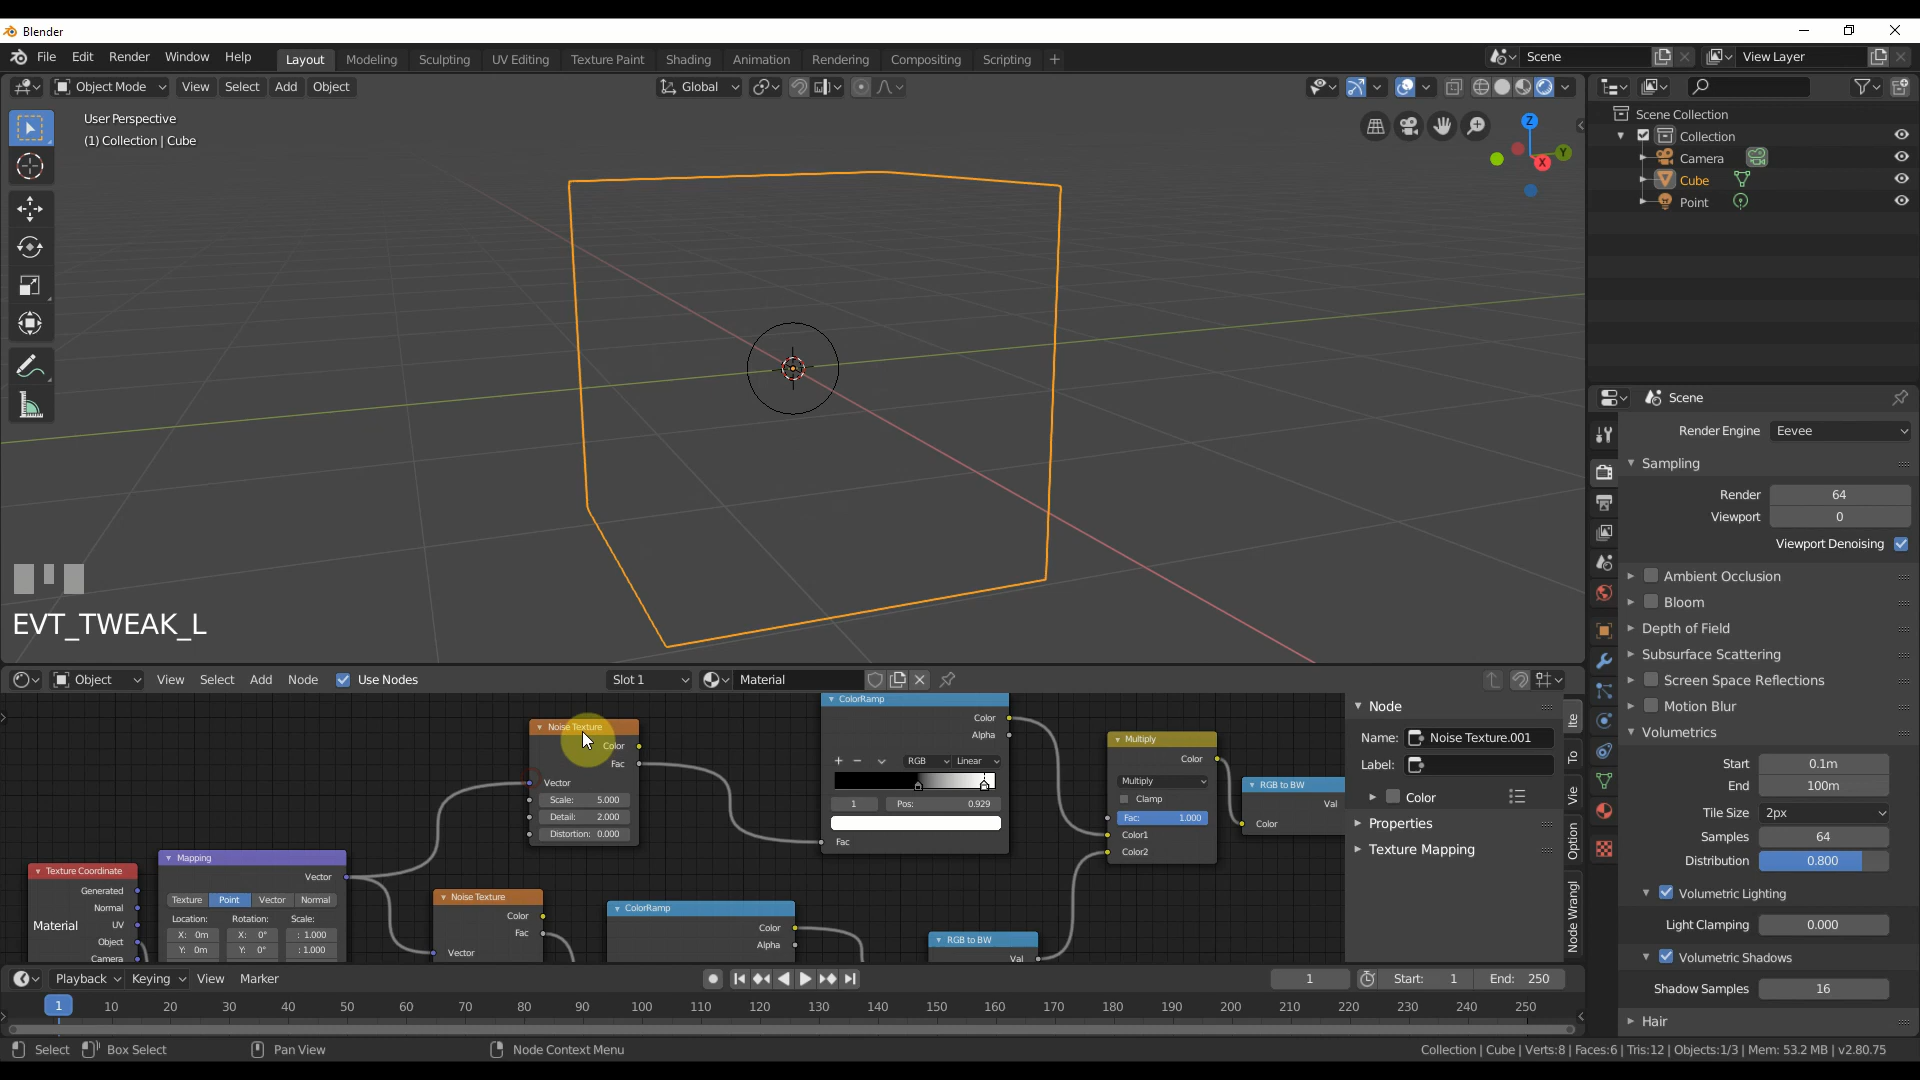 Blender
File Edit Render Window Help Layout Modeling Sculpting UV Editing Texture Paint Shading Animation Rendering Compositing Scripting + Scene View Layer
Object Mode View Select Add Object Global
User Perspective
(1) Collection | Cube
Z
Y
X
EVT_TWEAK_L
Scene Collection
Collection
Camera
Cube
Point
Scene
Render Engine Eevee
Sampling
Render 64
Viewport 0
Viewport Denoising
Ambient Occlusion
Bloom
Depth of Field
Subsurface Scattering
Screen Space Reflections
Motion Blur
Volumetrics
Start 0.1m
End 100m
Tile Size 2px
Samples 64
Distribution 0.800
Volumetric Lighting
Light Clamping 0.000
Volumetric Shadows
Shadow Samples 16
Hair
Object View Select Add Node Use Nodes Slot 1 Material
Texture Coordinate
Generated
Normal
UV
Object
Camera
Material
Mapping
Vector
Texture Point Vector Normal
Location: Rotation: Scale:
X: 0m X: 0° : 1.000
Y: 0m Y: 0° : 1.000
Noise Texture
Color
Fac
Vector
Scale: 5.000
Detail: 2.000
Distortion: 0.000
Noise Texture
Color
Fac
Vector
ColorRamp
Color
Alpha
ColorRamp
Color
Alpha
+ − RGB Linear
1 Pos: 0.929
Fac
RGB to BW
Val
Multiply
Color
Multiply
Clamp
Fac: 1.000
Color1
Color2
RGB to BW
Val
Color
Node
Name: Noise Texture.001
Label:
Color
Properties
Texture Mapping
Ite
To
Vie
Option
Node Wrangl
Playback Keying View Marker 1 Start: 1 End: 250
1 10 20 30 40 50 60 70 80 90 100 110 120 130 140 150 160 170 180 190 200 210 220 230 240 250
Select Box Select Pan View Node Context Menu Collection | Cube | Verts:8 | Faces:6 | Tris:12 | Objects:1/3 | Mem: 53.2 MB | v2.80.75